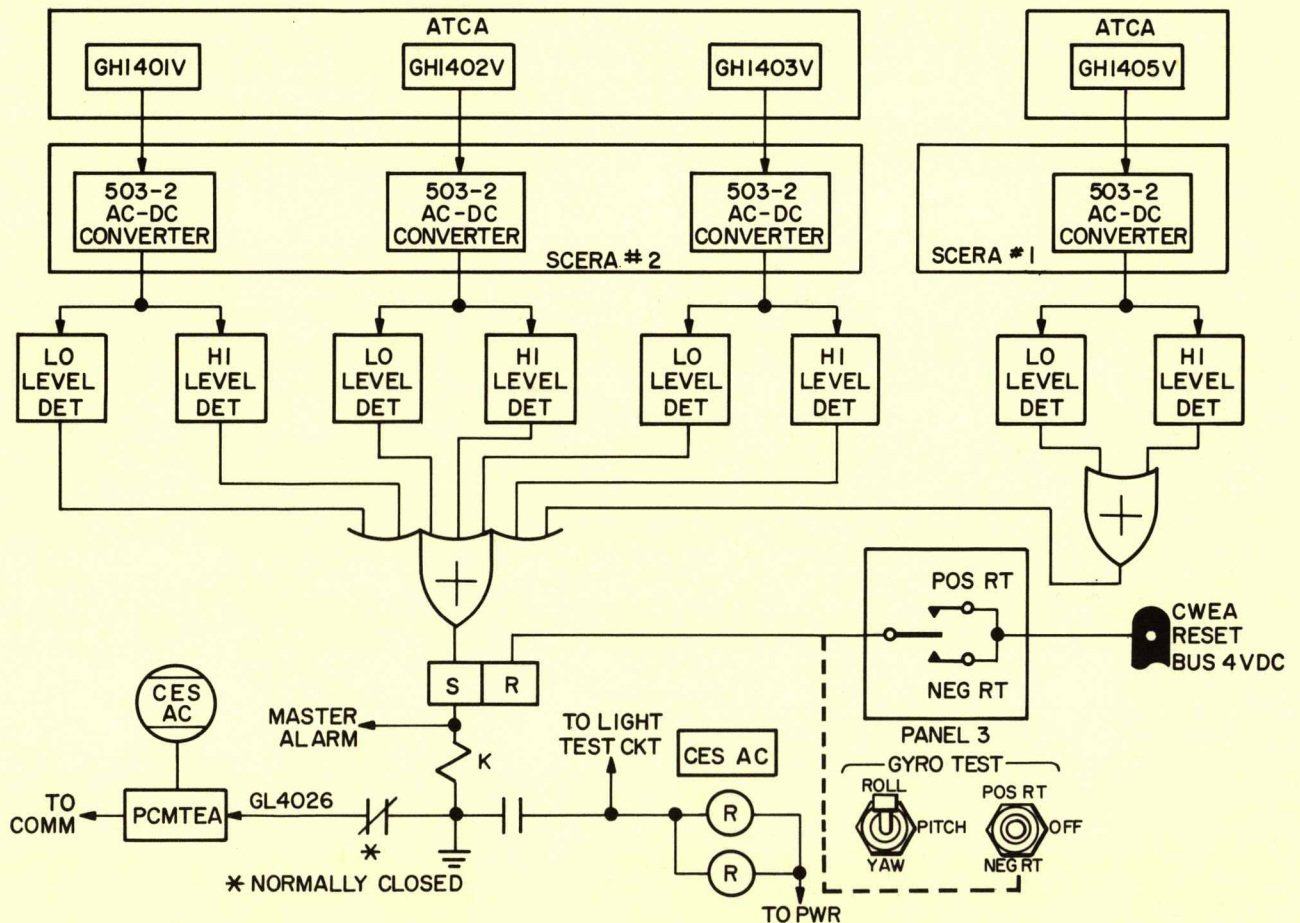 ATCA
GH1401V
GH1402V
GH1403V
ATCA
GH1405V
503-2
AC-DC
CONVERTER
503-2
AC-DC
CONVERTER
503-2
AC-DC
CONVERTER
SCERA #2
503-2
AC-DC
CONVERTER
SCERA #1
LO
LEVEL
DET
HI
LEVEL
DET
LO
LEVEL
DET
HI
LEVEL
DET
LO
LEVEL
DET
HI
LEVEL
DET
LO
LEVEL
DET
HI
LEVEL
DET
+
+
POS RT
NEG RT
PANEL 3
CWEA
RESET
BUS 4VDC
S R
MASTER
ALARM
K
CES
AC
PCMTEA
TO
COMM
GL4026
*
* NORMALLY CLOSED
TO LIGHT
TEST CKT
CES AC
R
R
TO PWR
GYRO TEST
ROLL
PITCH
YAW
POS RT
OFF
NEG RT